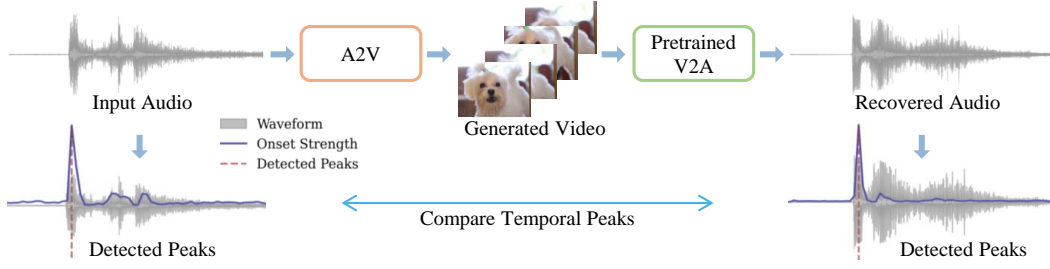 A2V
Pretrained
V2A
Input Audio
Generated Video
Recovered Audio
Waveform
Onset Strength
Detected Peaks
Compare Temporal Peaks
Detected Peaks
Detected Peaks